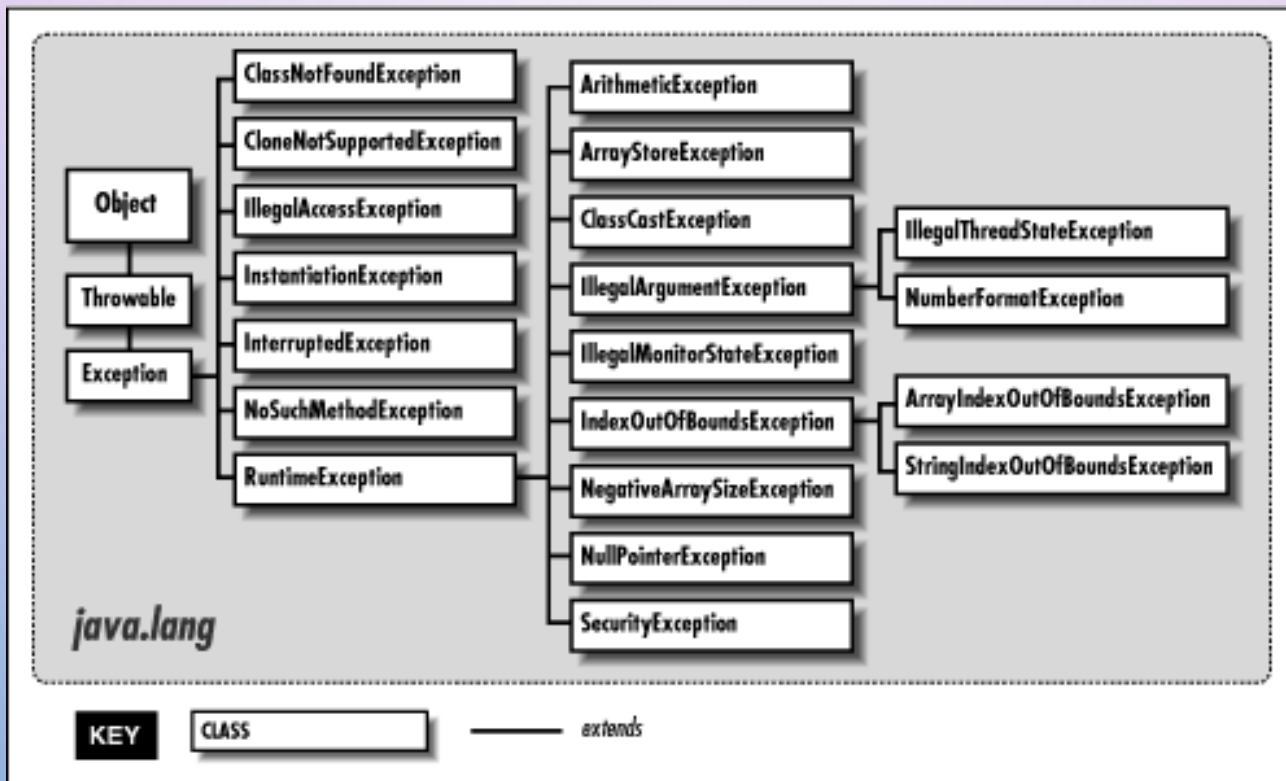 Object
Throwable
Exception
ClassNotFoundException
CloneNotSupportedException
IllegalAccessException
InstantiationException
InterruptedException
NoSuchMethodException
RuntimeException
ArithmeticException
ArrayStoreException
ClassCastException
IllegalArgumentException
IllegalMonitorStateException
IndexOutOfBoundsException
NegativeArraySizeException
NullPointerException
SecurityException
IllegalThreadStateException
NumberFormatException
ArrayIndexOutOfBoundsException
StringIndexOutOfBoundsException
java.lang
KEY
CLASS
extends